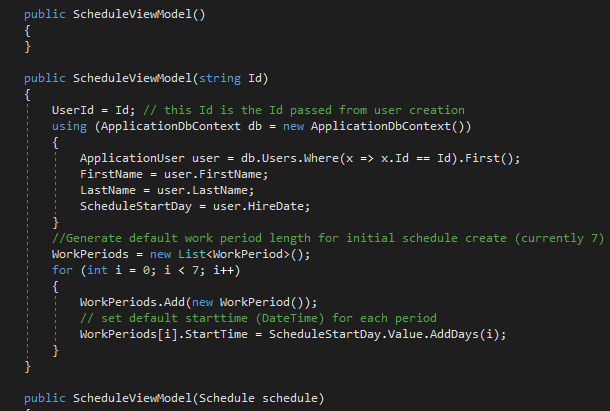 public ScheduleViewModel()
{
}
public ScheduleViewModel(string Id)
{
UserId = Id; // this Id is the Id passed from user creation
using (ApplicationDbContext db = new ApplicationDbContext())
{
ApplicationUser user = db.Users.Where(x => x.Id == Id).First();
FirstName = user.FirstName;
LastName = user.LastName;
ScheduleStartDay = user.HireDate;
}
//Generate default work period length for initial schedule create (currently 7)
WorkPeriods = new List<WorkPeriod>();
for (int i = 0; i < 7; i++)
{
WorkPeriods.Add(new WorkPeriod());
// set default starttime (DateTime) for each period
WorkPeriods[i].StartTime = ScheduleStartDay.Value.AddDays(i);
}
}
public ScheduleViewModel(Schedule schedule)